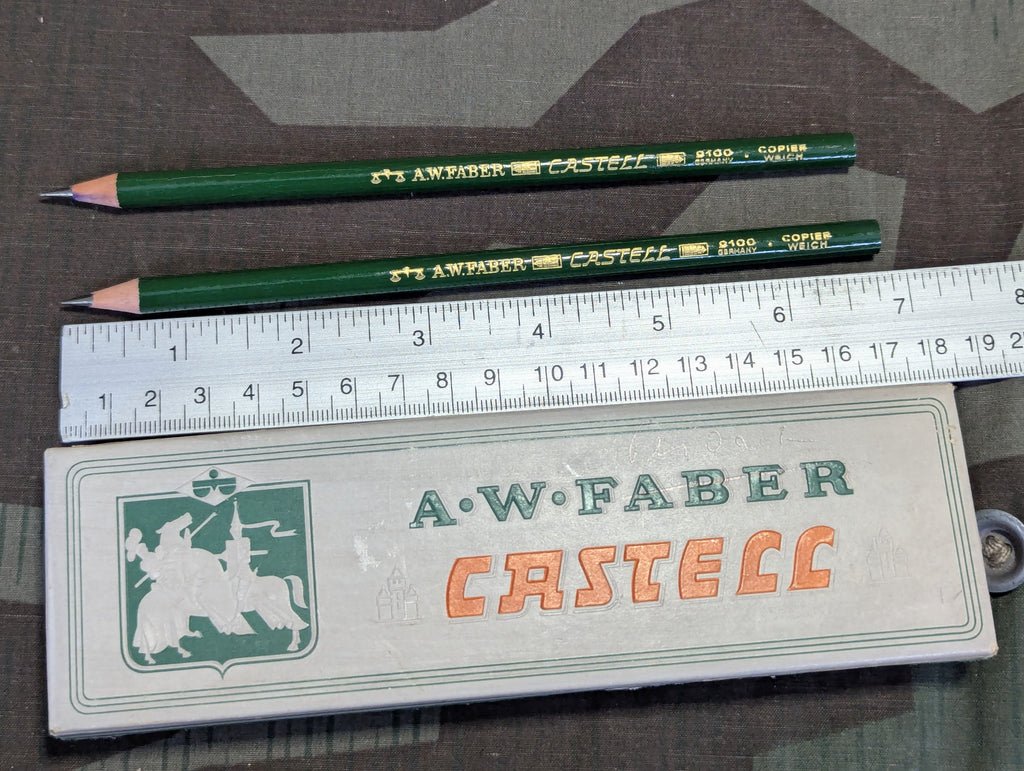 A.W.FABER CASTELL 9100 GERMANY · COPIER WEICH
A.W.FABER CASTELL 9100 GERMANY · COPIER WEICH
1 2 3 4 5 6 7 8
1 2 3 4 5 6 7 8 9 10 11 12 13 14 15 16 17 18 19 2
A·W·FABER
CASTELL